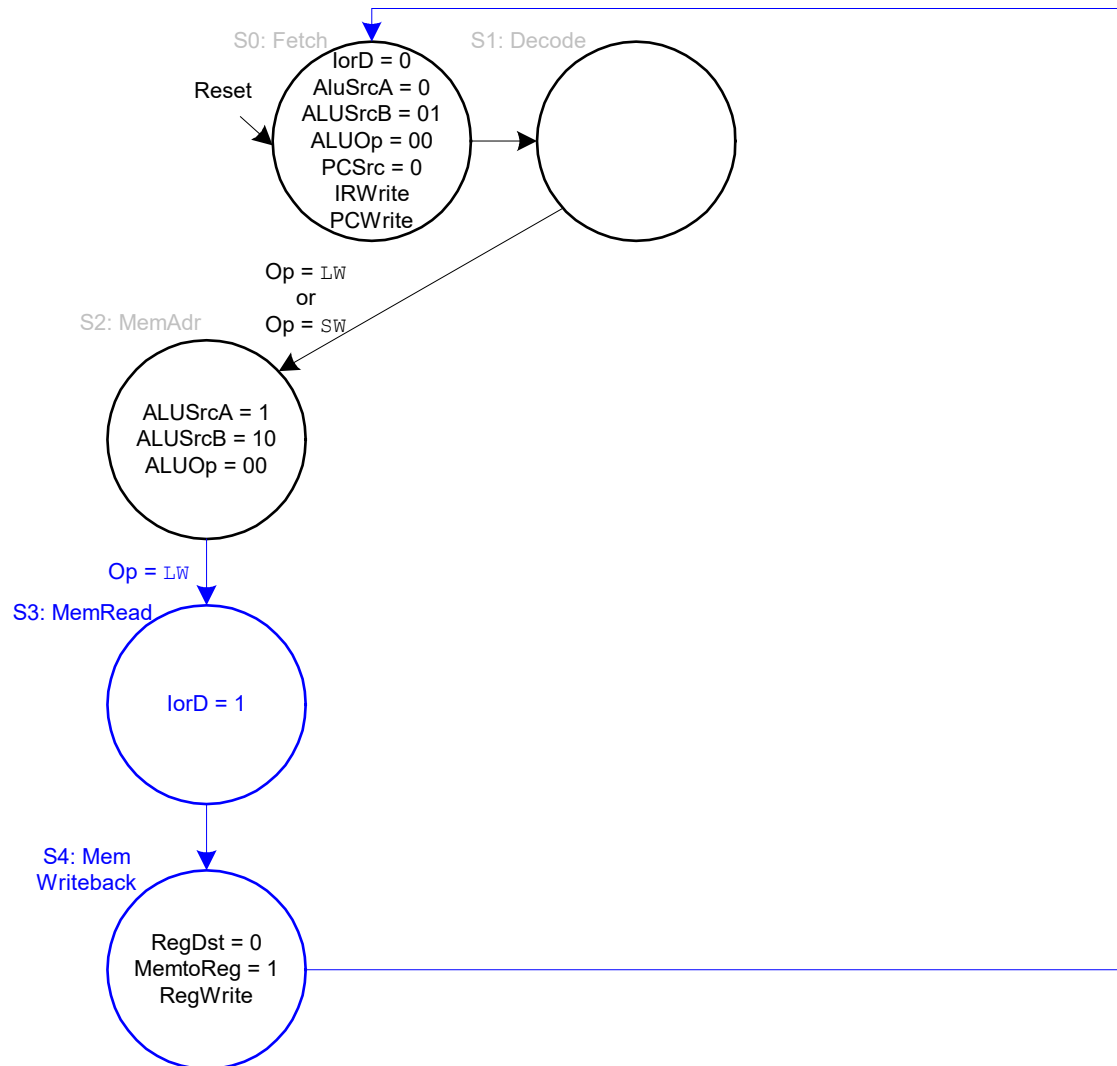 S0: Fetch
S1: Decode
Reset
IorD = 0
AluSrcA = 0
ALUSrcB = 01
ALUOp = 00
PCSrc = 0
IRWrite
PCWrite
Op = LW
or
Op = SW
S2: MemAdr
ALUSrcA = 1
ALUSrcB = 10
ALUOp = 00
Op = LW
S3: MemRead
IorD = 1
S4: Mem
Writeback
RegDst = 0
MemtoReg = 1
RegWrite